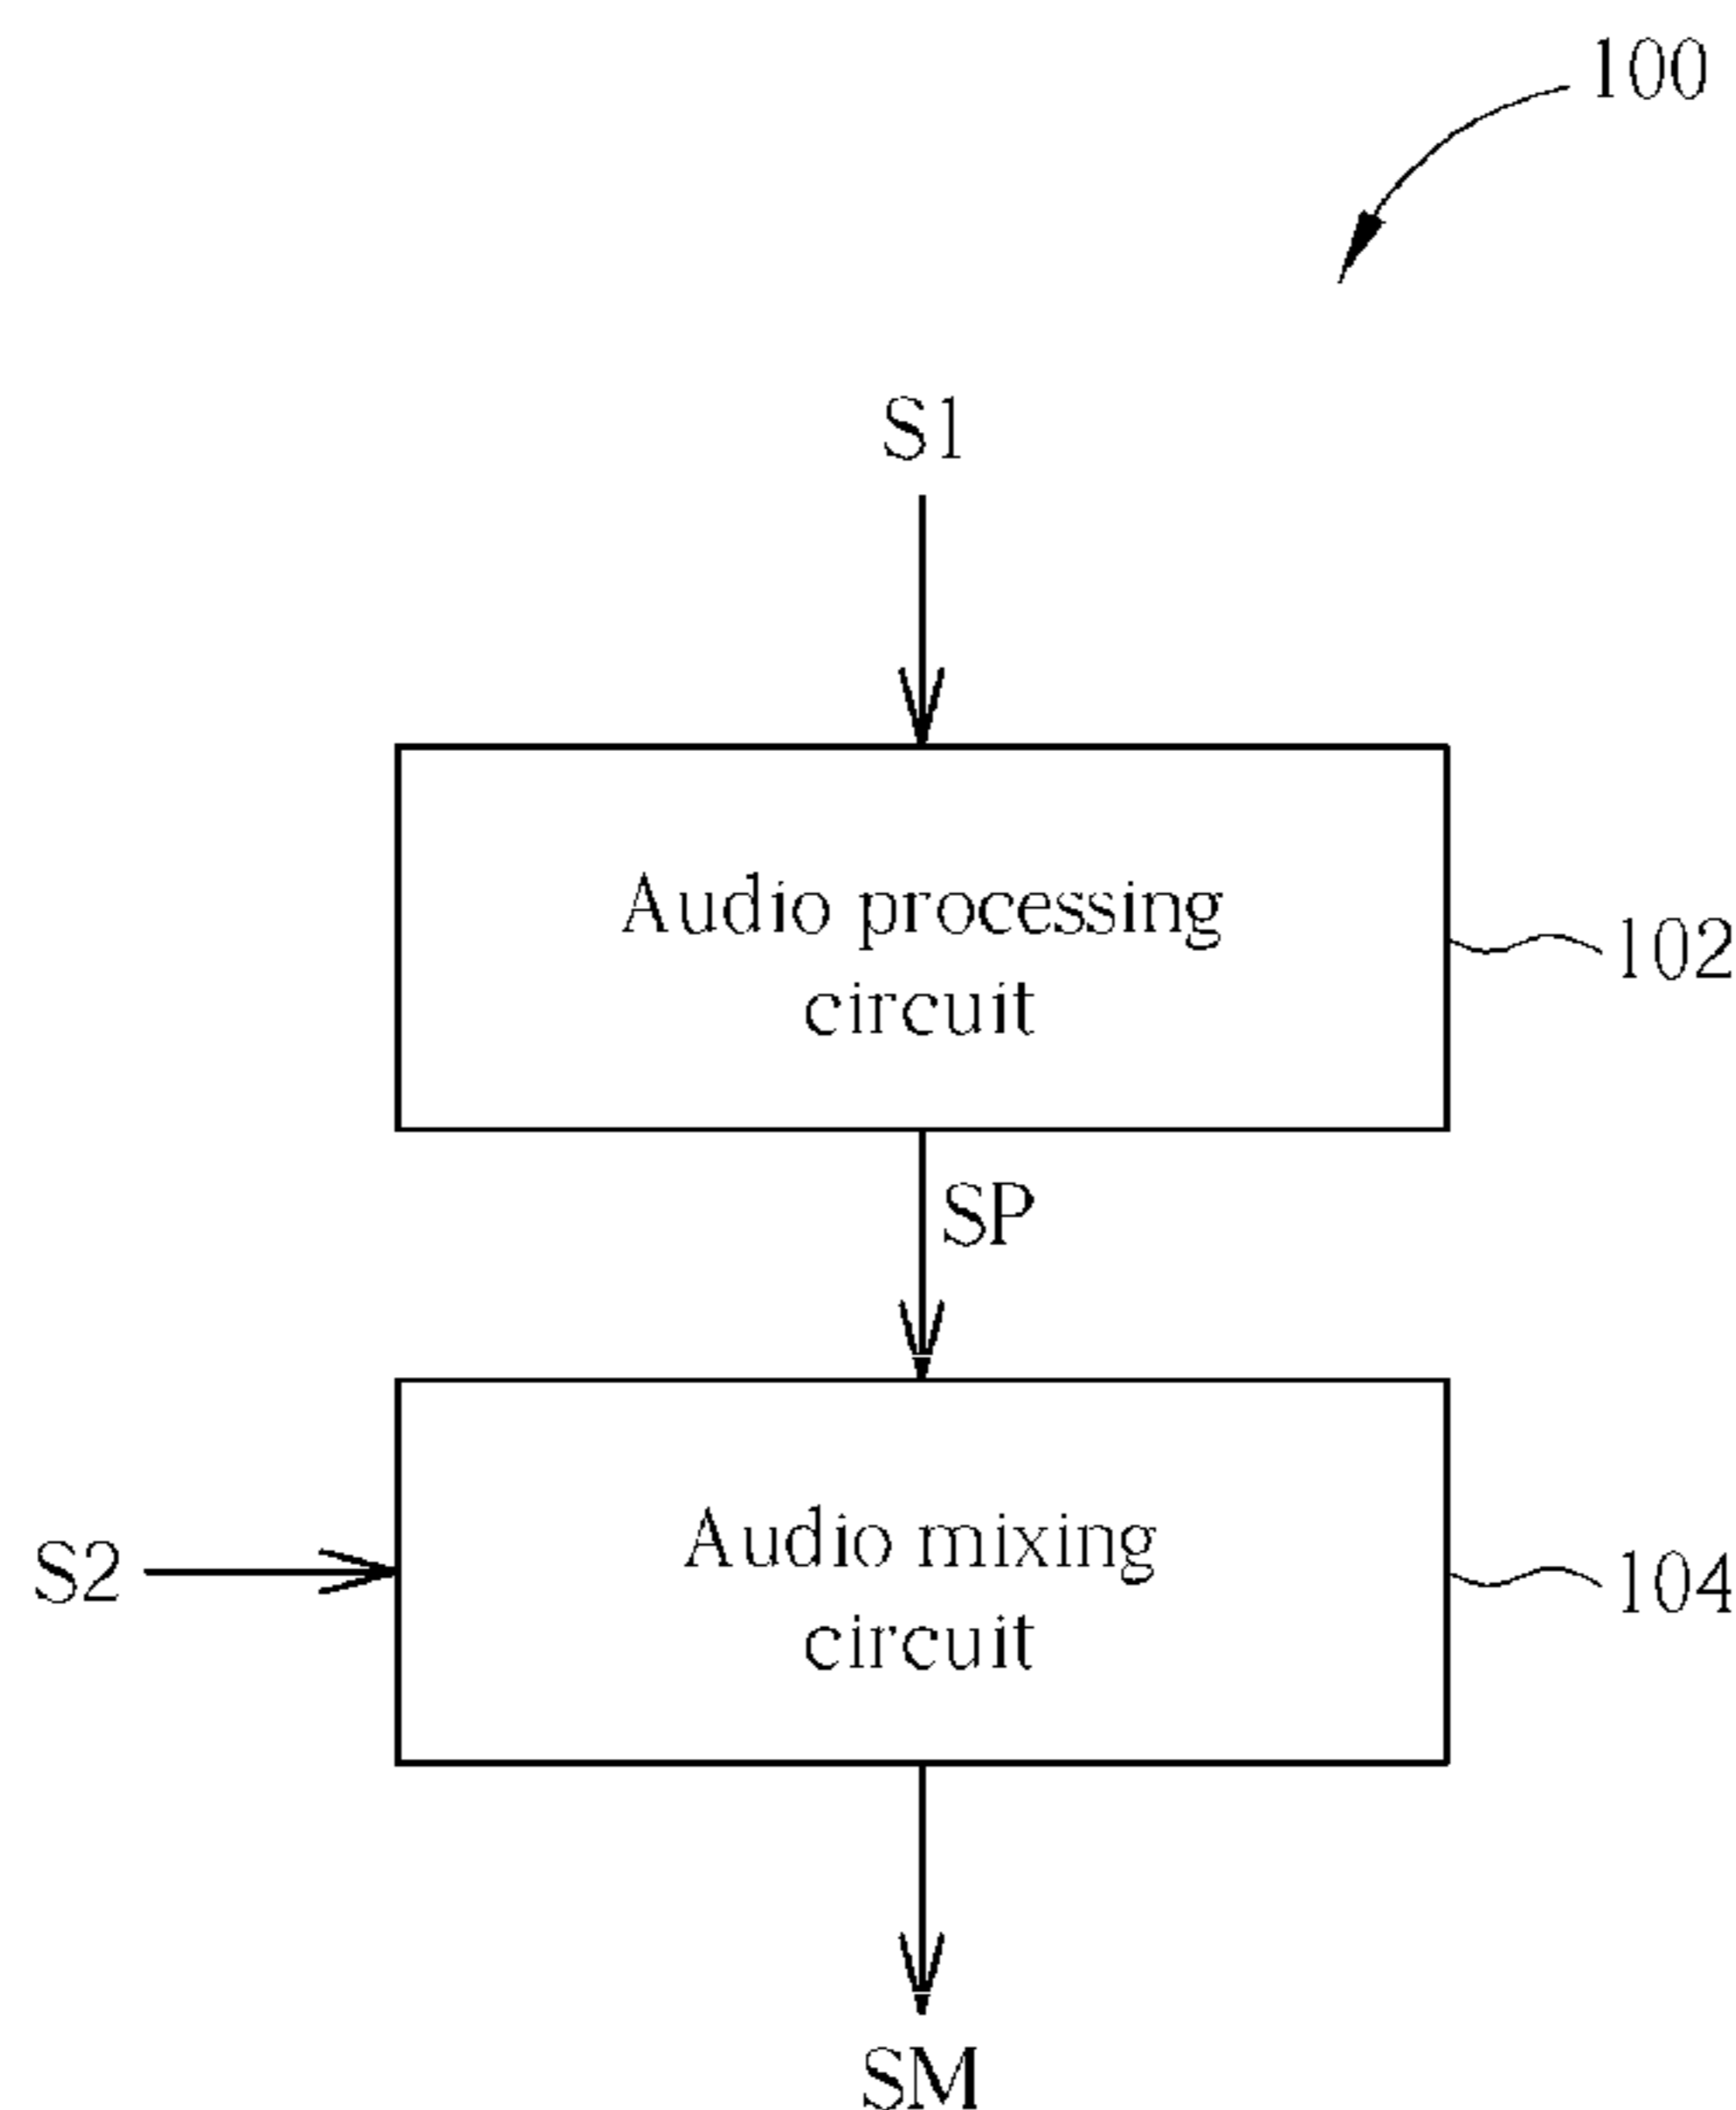 100
S1
Audio processing
circuit
102
SP
Audio mixing
circuit
S2
104
SM